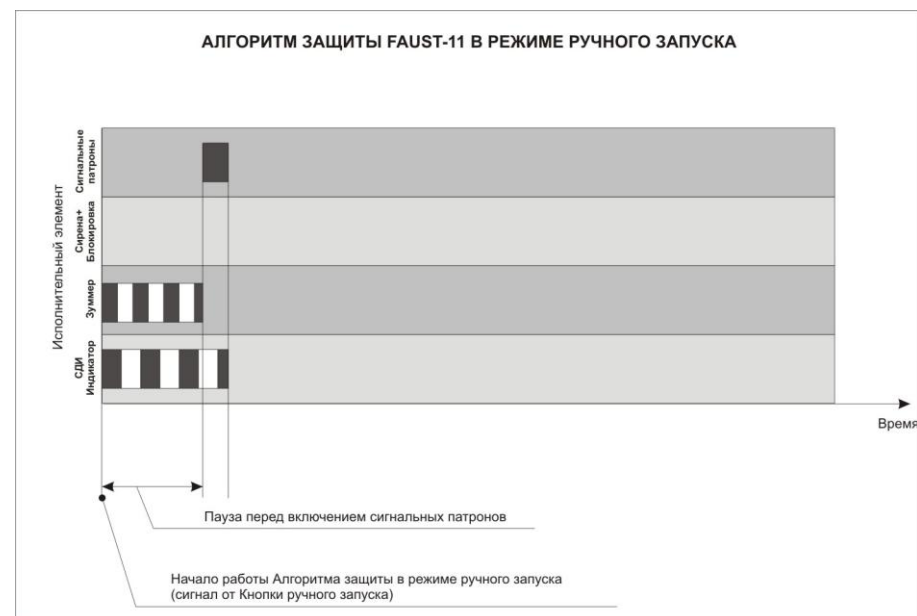 АЛГОРИТМ ЗАЩИТЫ FAUST-11 В РЕЖИМЕ РУЧНОГО ЗАПУСКА
Исполнительный элемент
Сигнальные
патроны
Сирена+
Блокировка
Зуммер
СДИ
Индикатор
Время
Пауза перед включением сигнальных патронов
Начало работы Алгоритма защиты в режиме ручного запуска
(сигнал от Кнопки ручного запуска)